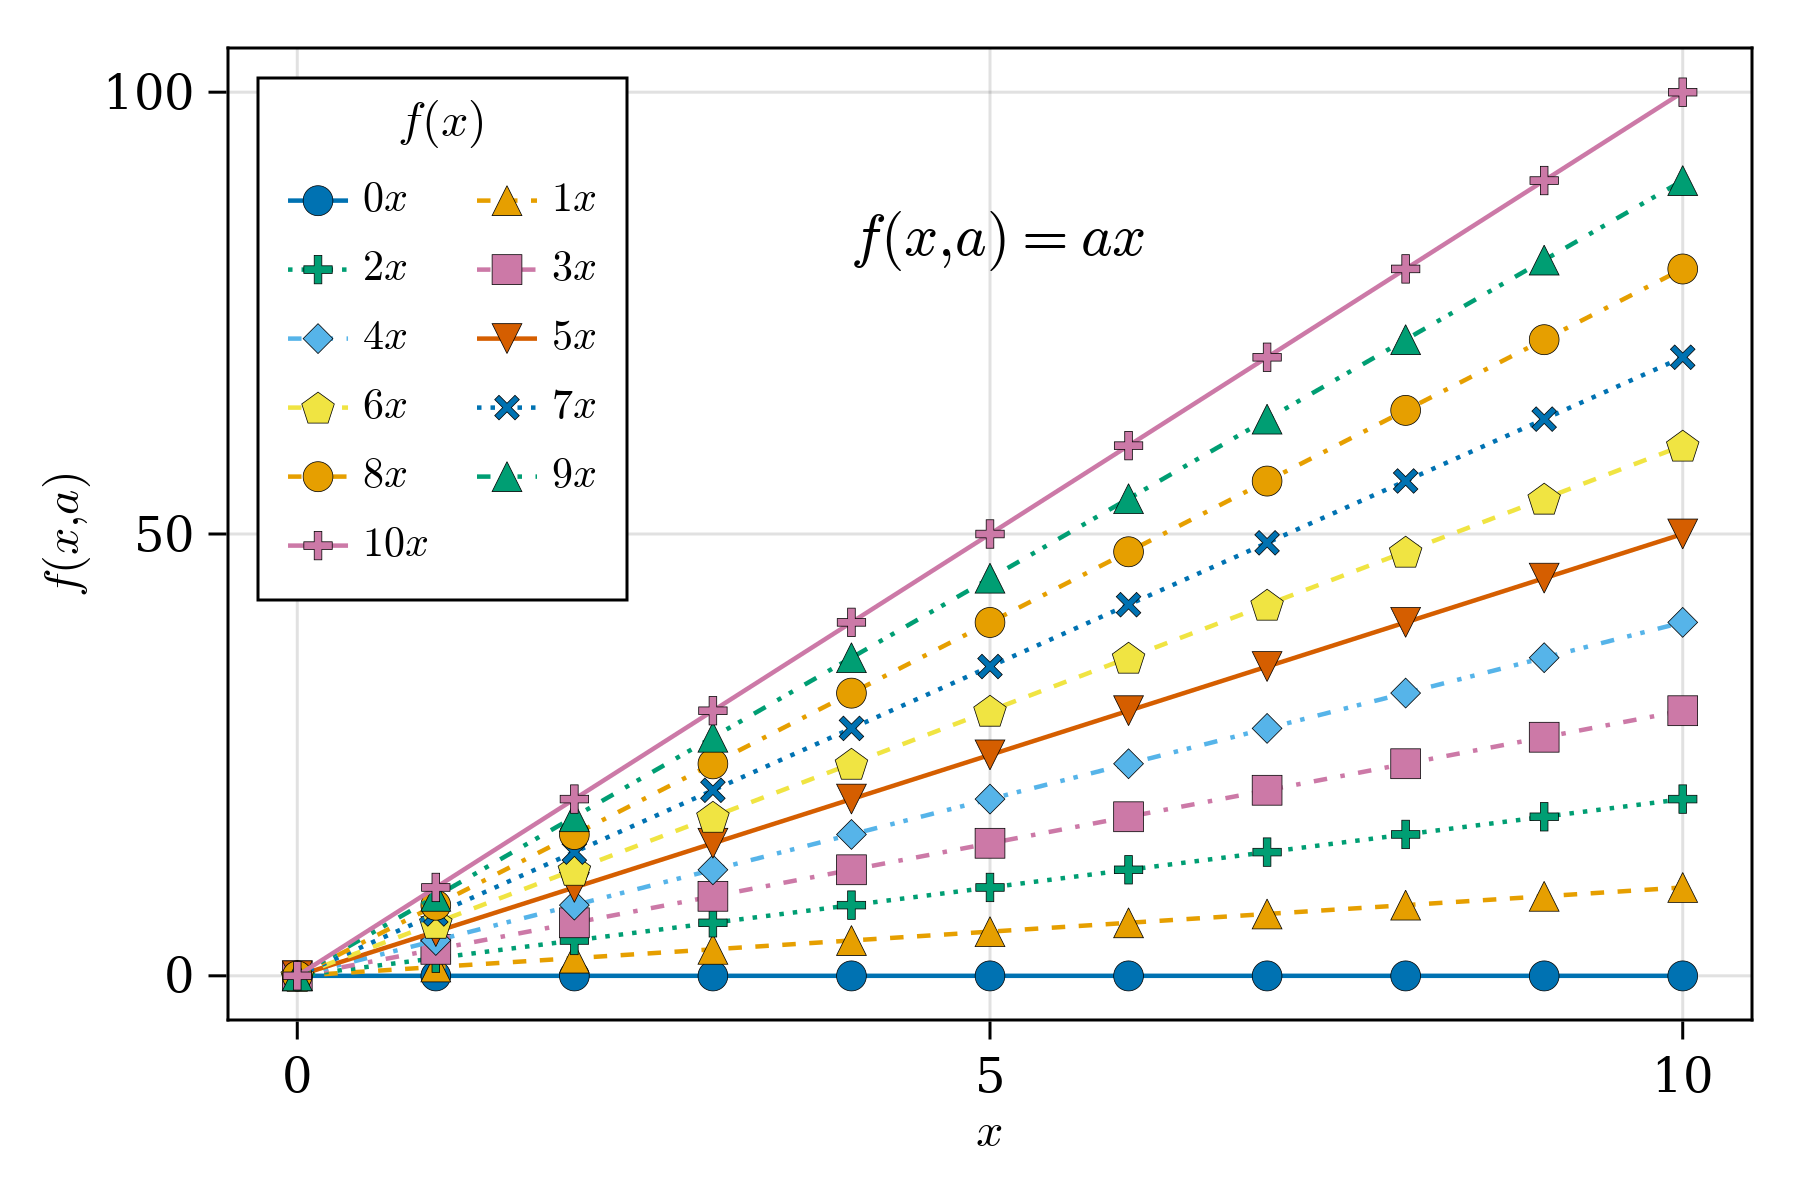 100
f(x)
0x 1x
f(x,a) = ax
2x 3x
4x 5x
6x 7x
8x 9x
10x
50
f(x,a)
0
0 5 10
x